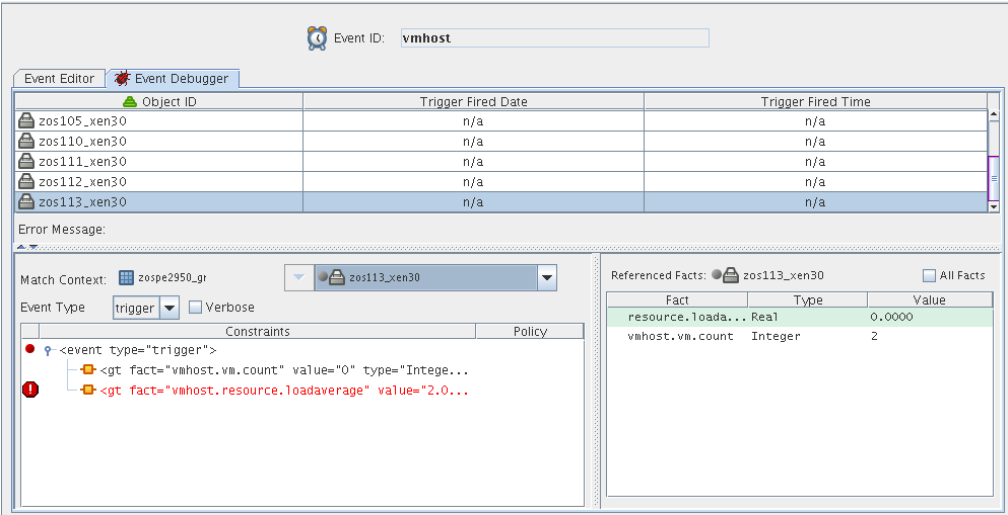 Event ID: vmhost
Event Editor Event Debugger
Object ID Trigger Fired Date Trigger Fired Time
zos105_xen30 n/a n/a
zos110_xen30 n/a n/a
zos111_xen30 n/a n/a
zos112_xen30 n/a n/a
zos113_xen30 n/a n/a
Error Message:
Match Context: zospe2950_gr zos113_xen30
Event Type trigger Verbose
Constraints Policy
<event type="trigger">
<gt fact="vmhost.vm.count" value="0" type="Intege...
<gt fact="vmhost.resource.loadaverage" value="2.0...
Referenced Facts: zos113_xen30 All Facts
Fact Type Value
resource.loada... Real 0.0000
vmhost.vm.count Integer 2